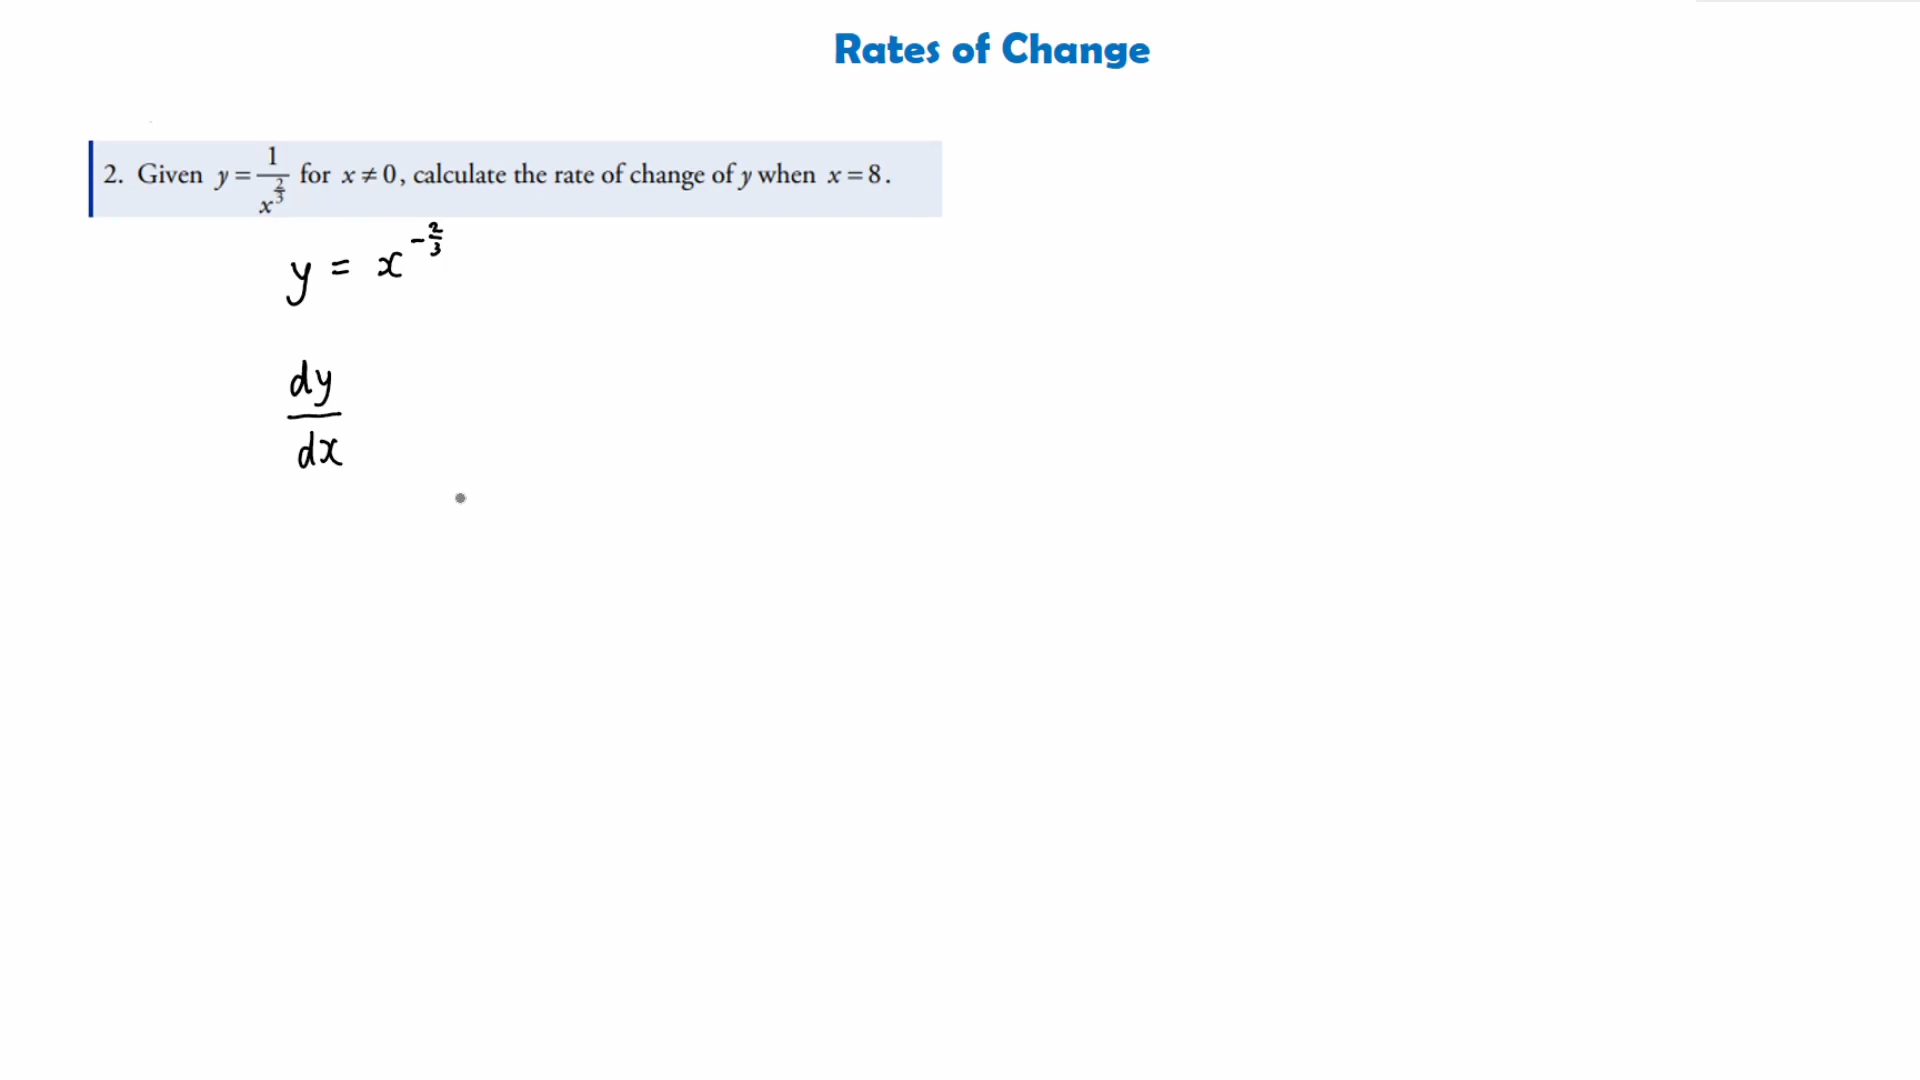 Rates of Change
2. Given y = 1/x^(2/3) for x ≠ 0, calculate the rate of change of y when x = 8.
y = x^(-2/3)
dy/dx